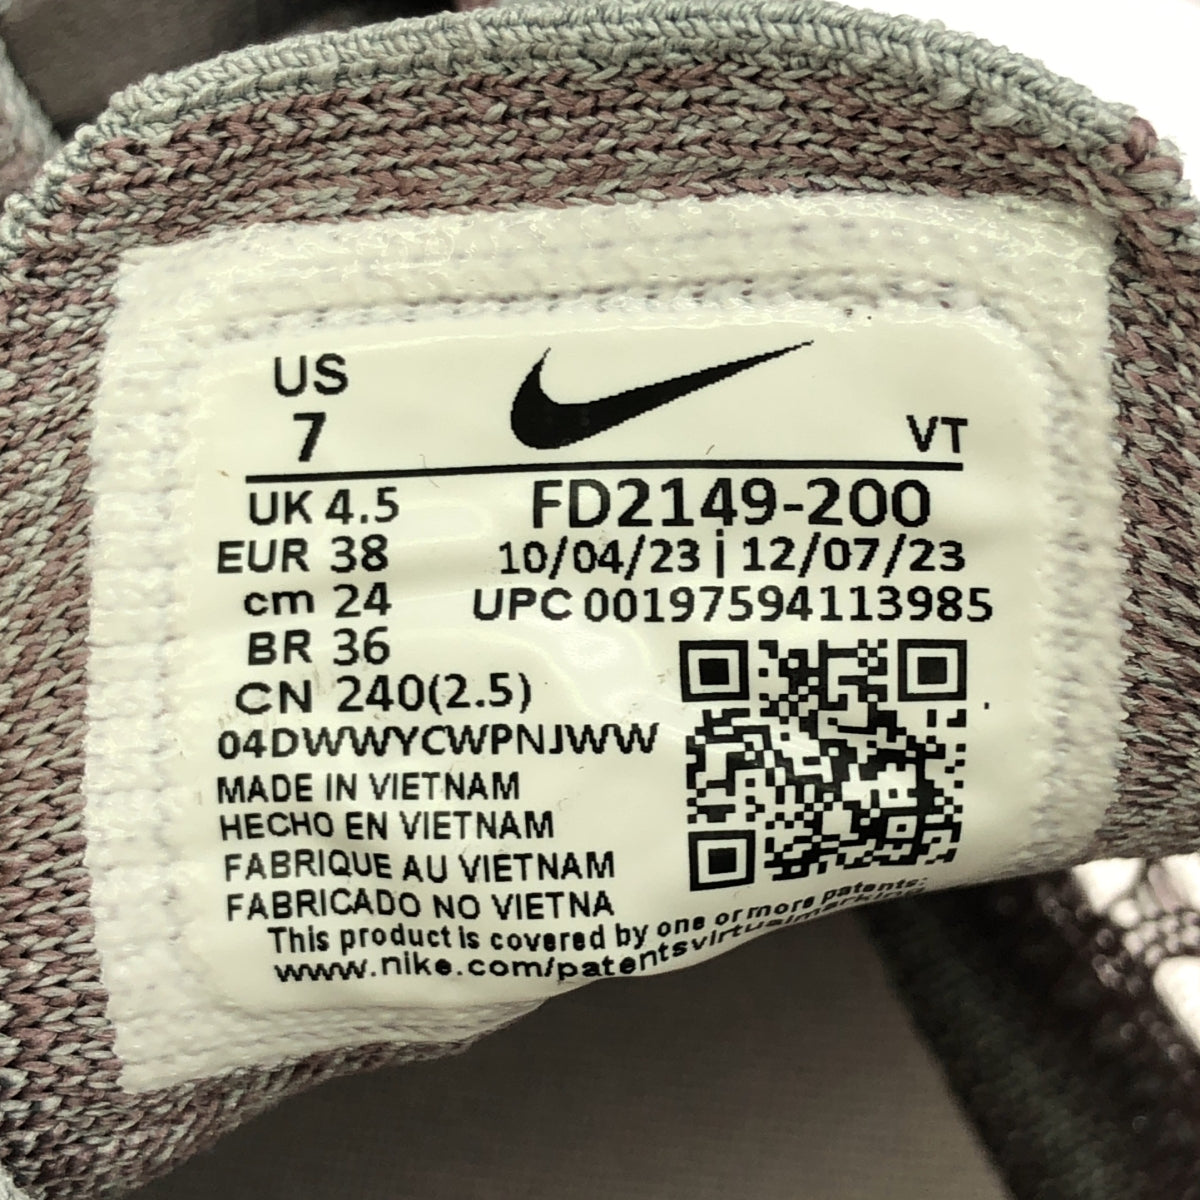 US
7
VT
UK 4.5
FD2149-200
EUR 38
10/04/23 | 12/07/23
cm 24
UPC 00197594113985
BR 36
CN 240(2.5)
04DWWYCWPNJWW
MADE IN VIETNAM
HECHO EN VIETNAM
FABRIQUE AU VIETNAM
FABRICADO NO VIETNA
This product is covered by one or more patents:
www.nike.com/patentsvirtualmarking